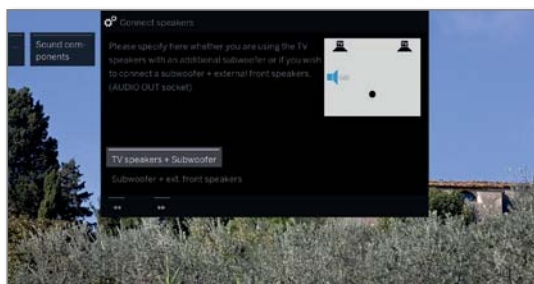 Connect speakers
... Sound com-
ponents
Please specify here whether you are using the TV
speakers with an additional subwoofer or if you wish
to connect a subwoofer + external front speakers.
(AUDIO OUT socket)
TV speakers + Subwoofer
Subwoofer + ext. front speakers